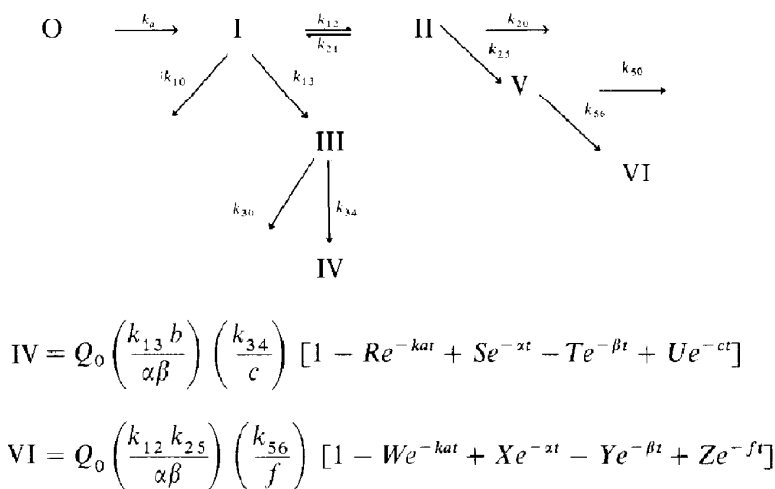 O k_a I k_12 II k_20
k_21 k_25
k_10 k_13 V k_50
k_56
III VI
k_30 k_34
IV
IV = Q_0 (k_13 b / αβ) (k_34 / c) [1 − Re^{−kat} + Se^{−αt} − Te^{−βt} + Ue^{−ct}]
VI = Q_0 (k_12 k_25 / αβ) (k_56 / f) [1 − We^{−kat} + Xe^{−αt} − Ye^{−βt} + Ze^{−ft}]